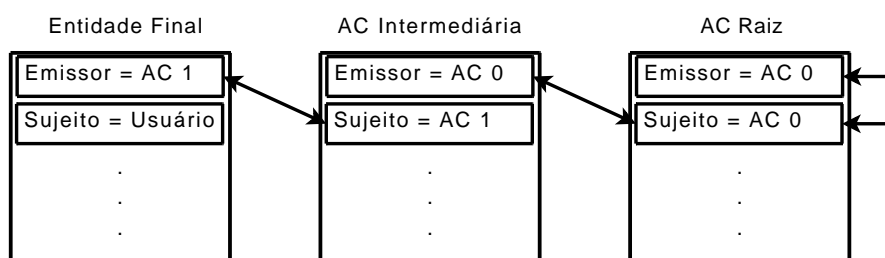 Entidade Final
AC Intermediária
AC Raiz
Emissor = AC 1
Emissor = AC 0
Emissor = AC 0
Sujeito = Usuário
Sujeito = AC 1
Sujeito = AC 0
. . .
. . .
. . .